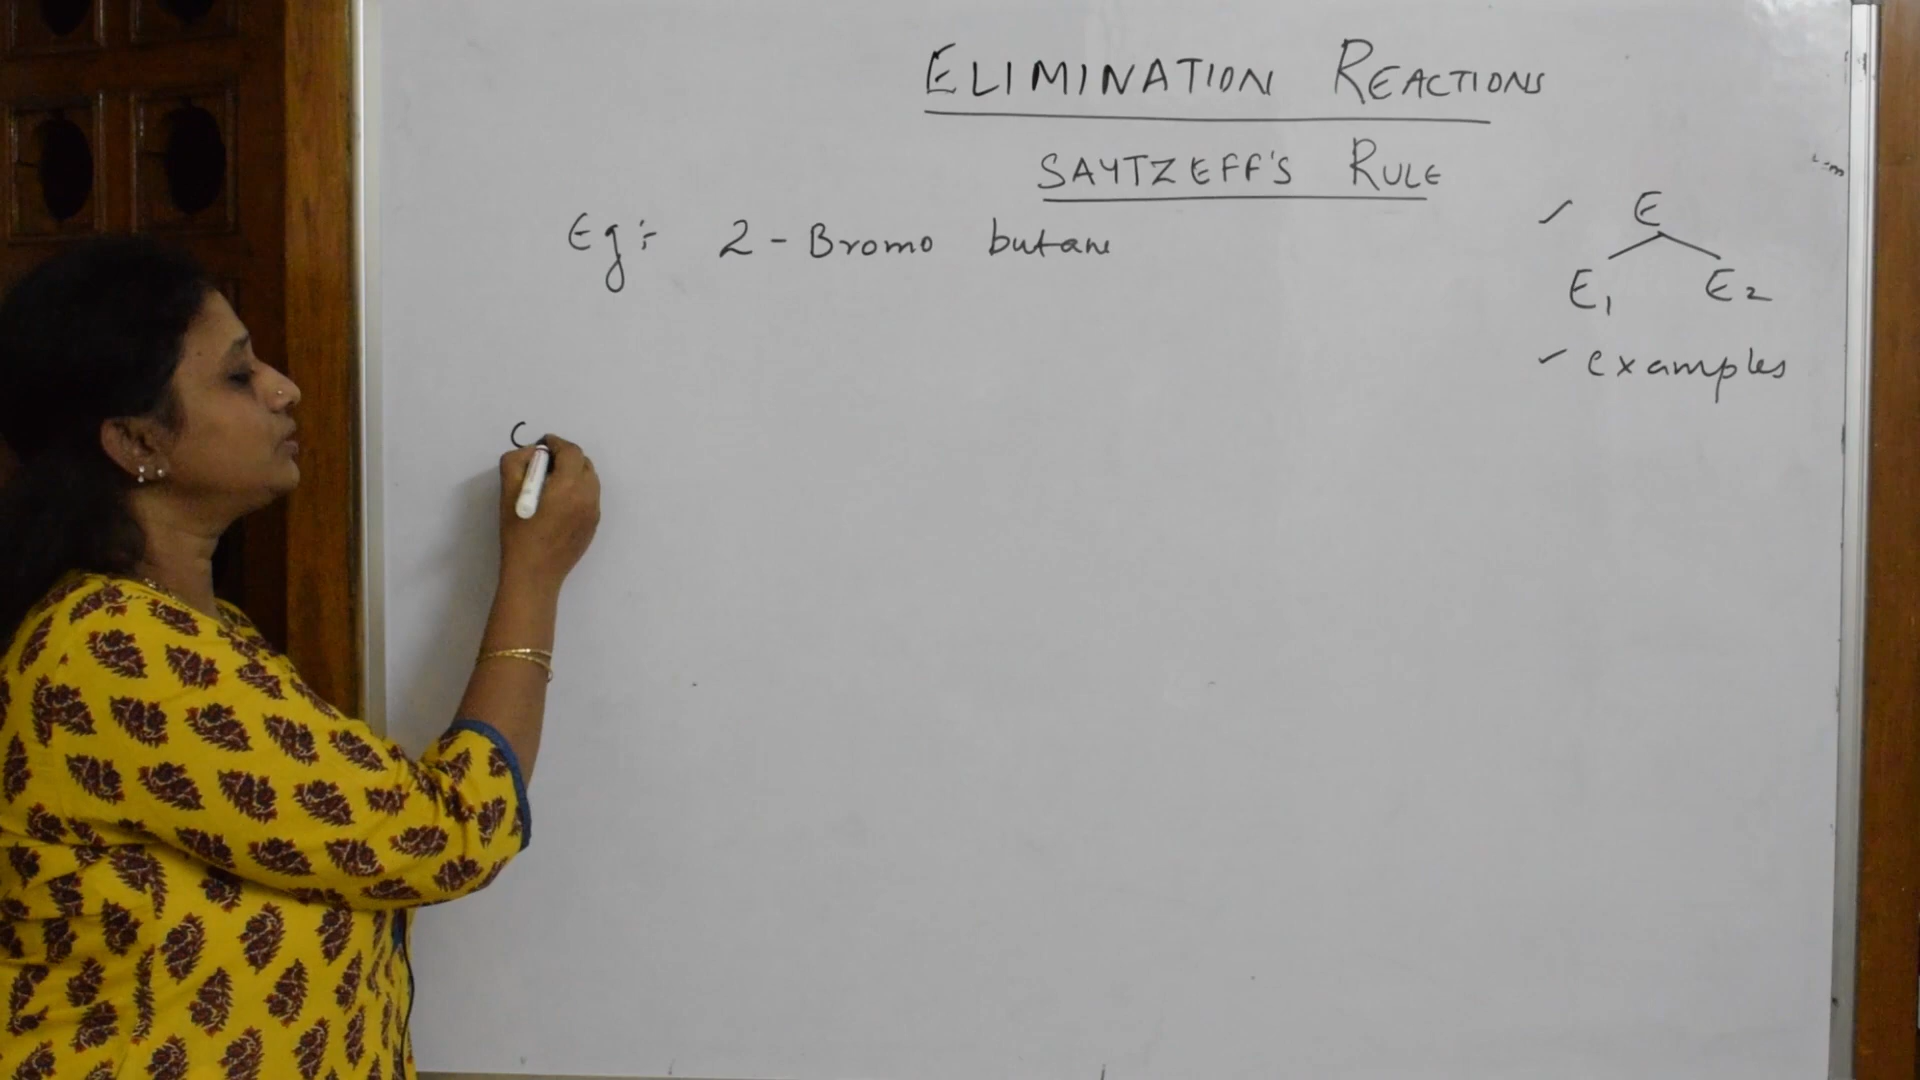 ELIMINATION REACTIONS
SAYTZEFF'S RULE
Eg:- 2-Bromo butane
✓ E
E₁ E₂
✓ examples
C